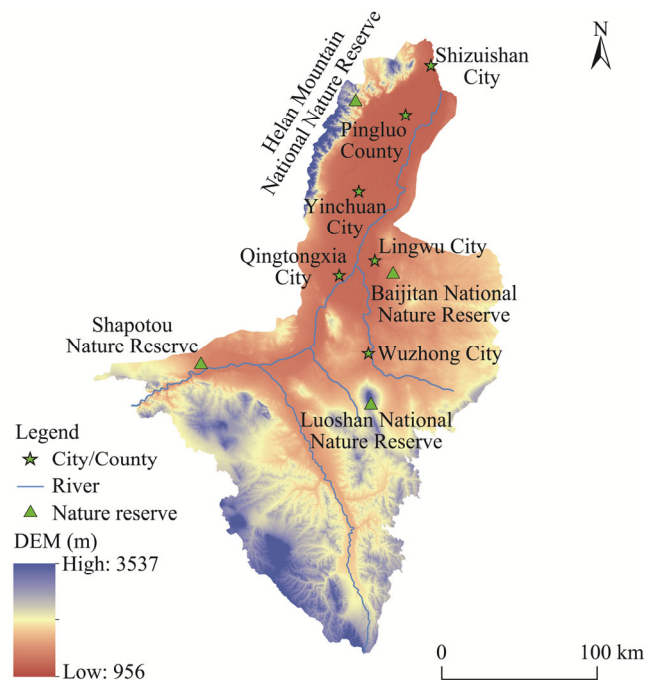 N
Shizuishan
City
Helan Mountain
National Nature Reserve
Pingluo
County
Yinchuan
City
Qingtongxia
City
Lingwu City
Baijitan National
Nature Reserve
Shapotou
Nature Reserve
Wuzhong City
Luoshan National
Nature Reserve
Legend
City/County
River
Nature reserve
DEM (m)
High: 3537
Low: 956
0 100 km